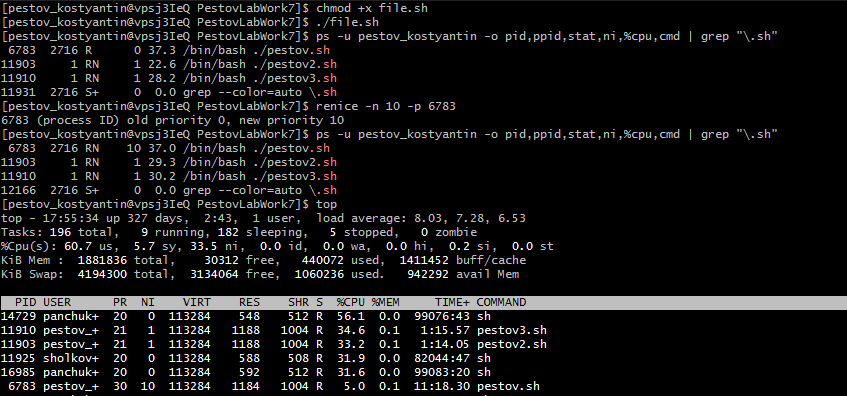 [pestov_kostyantin@vpsj3IeQ PestovLabWork7]$ chmod +x file.sh
[pestov_kostyantin@vpsj3IeQ PestovLabWork7]$ ./file.sh
[pestov_kostyantin@vpsj3IeQ PestovLabWork7]$ ps -u pestov_kostyantin -o pid,ppid,stat,ni,%cpu,cmd | grep "\.sh"
 6783  2716 R      0 37.3 /bin/bash ./pestov.sh
11903     1 RN     1 22.6 /bin/bash ./pestov2.sh
11910     1 RN     1 28.2 /bin/bash ./pestov3.sh
11931  2716 S+     0  0.0 grep --color=auto \.sh
[pestov_kostyantin@vpsj3IeQ PestovLabWork7]$ renice -n 10 -p 6783
6783 (process ID) old priority 0, new priority 10
[pestov_kostyantin@vpsj3IeQ PestovLabWork7]$ ps -u pestov_kostyantin -o pid,ppid,stat,ni,%cpu,cmd | grep "\.sh"
 6783  2716 RN    10 37.0 /bin/bash ./pestov.sh
11903     1 RN     1 29.3 /bin/bash ./pestov2.sh
11910     1 RN     1 30.2 /bin/bash ./pestov3.sh
12166  2716 S+     0  0.0 grep --color=auto \.sh
[pestov_kostyantin@vpsj3IeQ PestovLabWork7]$ top
top - 17:55:34 up 327 days,  2:43,  1 user,  load average: 8.03, 7.28, 6.53
Tasks: 196 total,   9 running, 182 sleeping,   5 stopped,   0 zombie
%Cpu(s): 60.7 us,  5.7 sy, 33.5 ni,  0.0 id,  0.0 wa,  0.0 hi,  0.2 si,  0.0 st
KiB Mem :  1881836 total,    30312 free,   440072 used,  1411452 buff/cache
KiB Swap:  4194300 total,  3134064 free,  1060236 used.   942292 avail Mem
  PID USER      PR  NI    VIRT    RES    SHR S  %CPU %MEM     TIME+ COMMAND
14729 panchuk+  20   0  113284    548    512 R  56.1  0.0  99076:43 sh
11910 pestov_+  21   1  113284   1188   1004 R  34.6  0.1   1:15.57 pestov3.sh
11903 pestov_+  21   1  113284   1188   1004 R  33.2  0.1   1:14.05 pestov2.sh
11925 sholkov+  20   0  113284    588    508 R  31.9  0.0  82044:47 sh
16985 panchuk+  20   0  113284    592    512 R  31.6  0.0  99083:20 sh
 6783 pestov_+  30  10  113284   1184   1004 R   5.0  0.1  11:18.30 pestov.sh